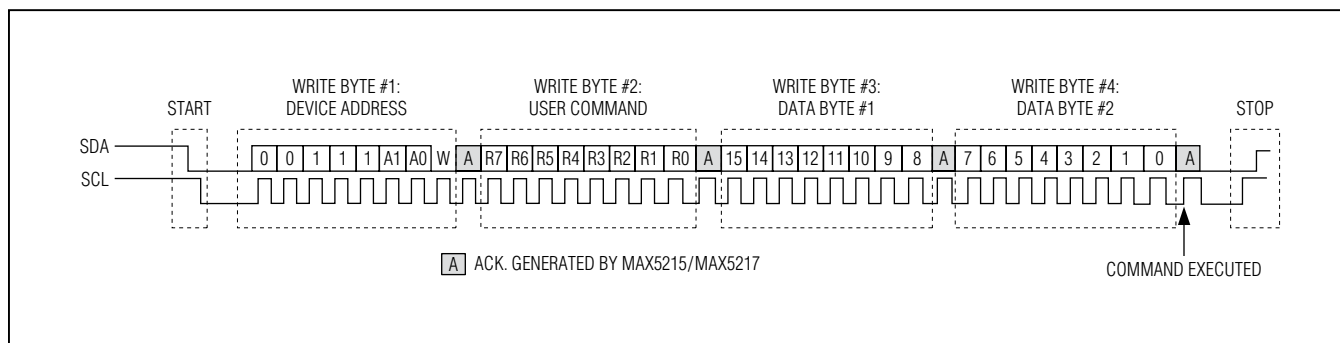 WRITE BYTE #1:
DEVICE ADDRESS
WRITE BYTE #2:
USER COMMAND
WRITE BYTE #3:
DATA BYTE #1
WRITE BYTE #4:
DATA BYTE #2
START
STOP
SDA
0 0 1 1 1 A1 A0 W A R7 R6 R5 R4 R3 R2 R1 R0 A 15 14 13 12 11 10 9 8 A 7 6 5 4 3 2 1 0 A
SCL
A ACK. GENERATED BY MAX5215/MAX5217
COMMAND EXECUTED